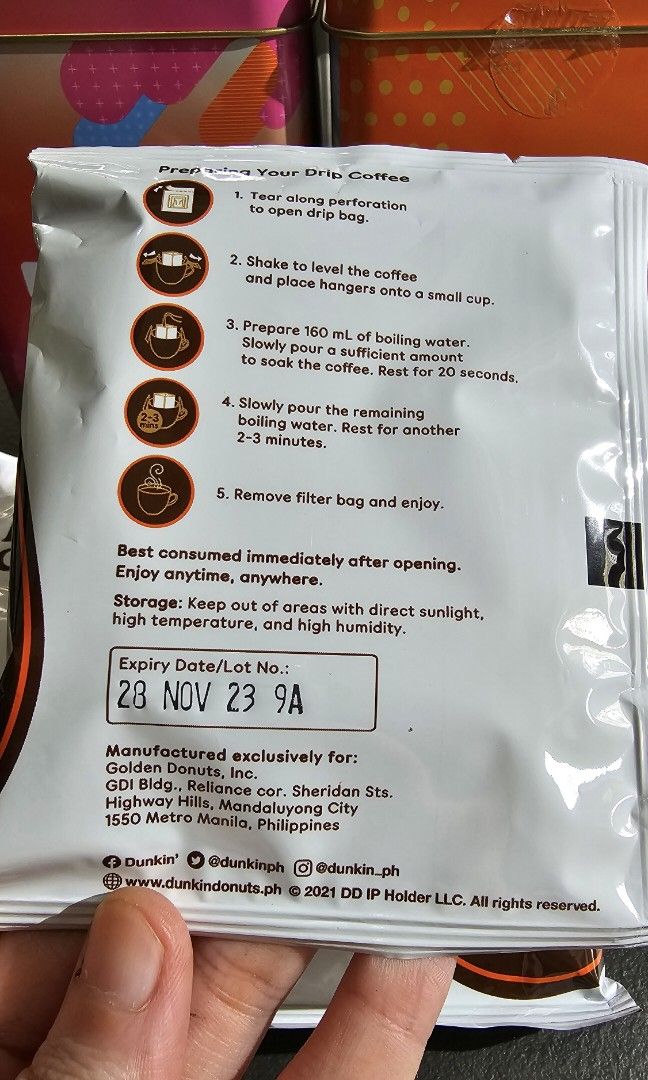 Preparing Your Drip Coffee
1. Tear along perforation
to open drip bag.
2. Shake to level the coffee
and place hangers onto a small cup.
3. Prepare 160 mL of boiling water.
Slowly pour a sufficient amount
to soak the coffee. Rest for 20 seconds.
2-3
mins
4. Slowly pour the remaining
boiling water. Rest for another
2-3 minutes.
5. Remove filter bag and enjoy.
Best consumed immediately after opening.
Enjoy anytime, anywhere.
Storage: Keep out of areas with direct sunlight,
high temperature, and high humidity.
Expiry Date/Lot No.:
28 NOV 23 9A
Manufactured exclusively for:
Golden Donuts, Inc.
GDI Bldg., Reliance cor. Sheridan Sts.
Highway Hills, Mandaluyong City
1550 Metro Manila, Philippines
Dunkin' @dunkinph @dunkin_ph
www.dunkindonuts.ph © 2021 DD IP Holder LLC. All rights reserved.